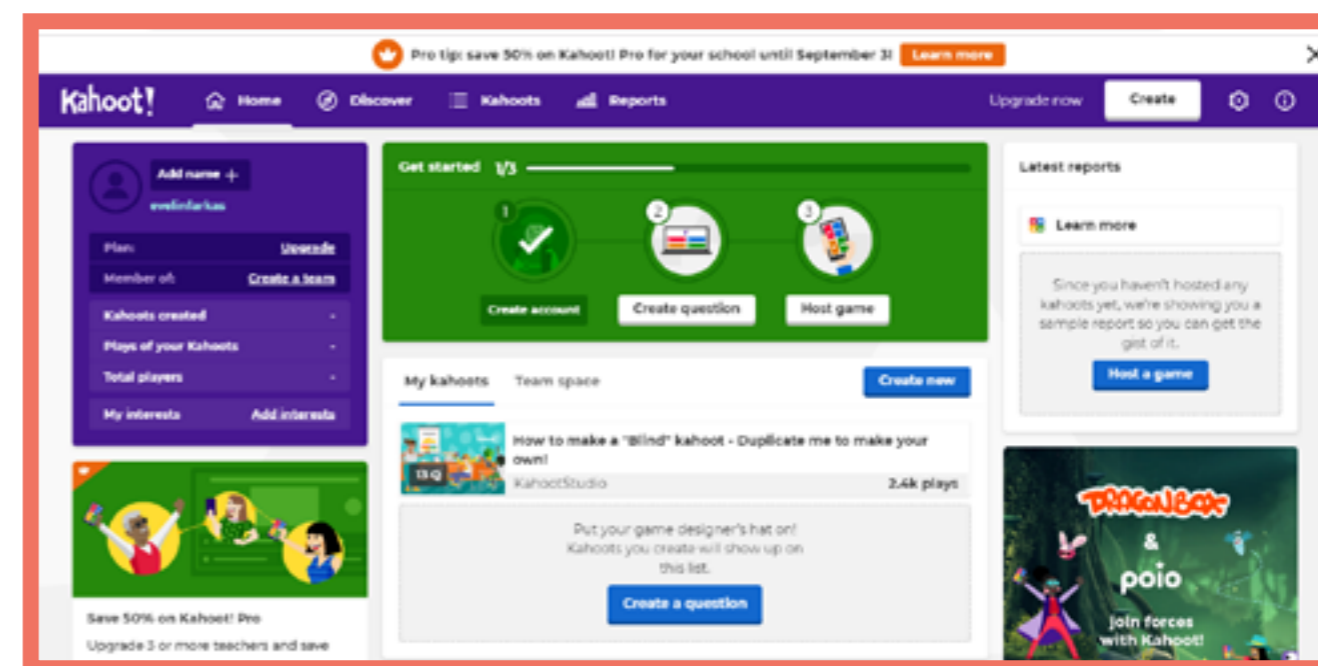 Pro tip: save 50% on Kahoot! Pro for your school until September 3! Learn more
Kahoot! Home Discover Kahoots Reports Upgrade now Create
Add name +
evelinfarkas
Plan: Upgrade
Member of: Create a team
Kahoots created -
Plays of your Kahoots -
Total players -
My interests Add interests
Save 50% on Kahoot! Pro
Upgrade 3 or more teachers and save
Get started 1/3
1 2 3
Create account Create question Host game
My kahoots Team space Create new
How to make a "Blind" kahoot - Duplicate me to make your
own!
13 Q
KahootStudio 2.4k plays
Put your game designer's hat on!
Kahoots you create will show up on
this list.
Create a question
Latest reports
Learn more
Since you haven't hosted any
kahoots yet, we're showing you a
sample report so you can get the
gist of it.
Host a game
DRAGONBOX
&
poio
join forces
with Kahoot!